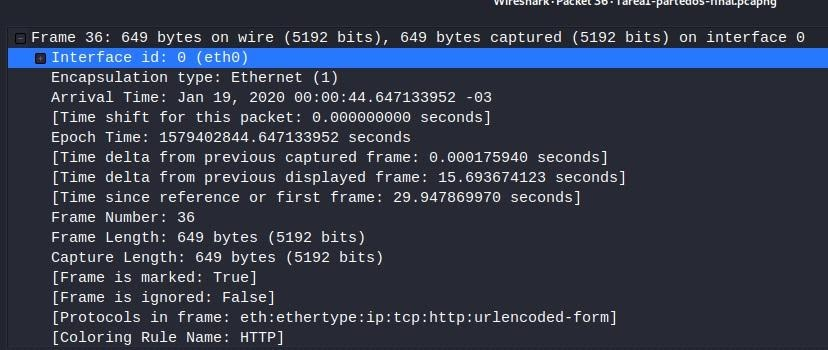 Wireshark · Packet 36 · Tarea1-partedos-final.pcapng
Frame 36: 649 bytes on wire (5192 bits), 649 bytes captured (5192 bits) on interface 0
Interface id: 0 (eth0)
Encapsulation type: Ethernet (1)
Arrival Time: Jan 19, 2020 00:00:44.647133952 -03
[Time shift for this packet: 0.000000000 seconds]
Epoch Time: 1579402844.647133952 seconds
[Time delta from previous captured frame: 0.000175940 seconds]
[Time delta from previous displayed frame: 15.693674123 seconds]
[Time since reference or first frame: 29.947869970 seconds]
Frame Number: 36
Frame Length: 649 bytes (5192 bits)
Capture Length: 649 bytes (5192 bits)
[Frame is marked: True]
[Frame is ignored: False]
[Protocols in frame: eth:ethertype:ip:tcp:http:urlencoded-form]
[Coloring Rule Name: HTTP]